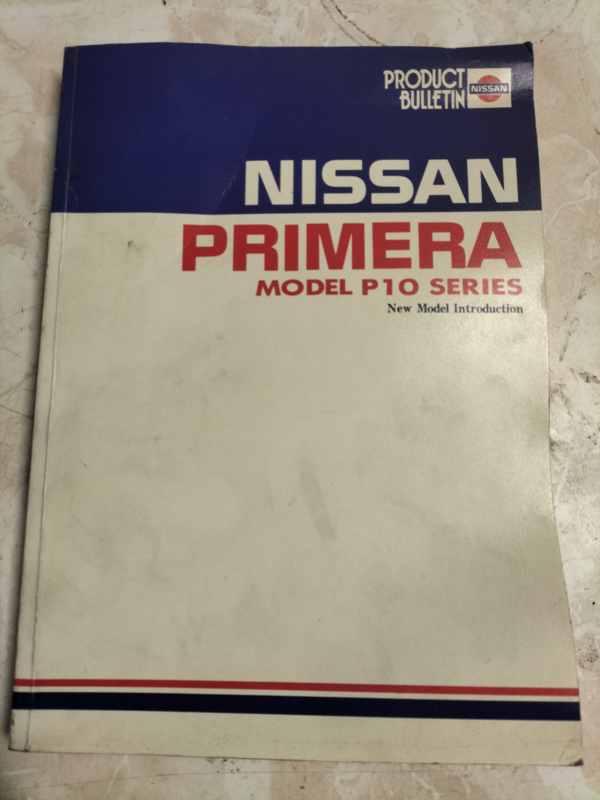 PRODUCT
BULLETIN
NISSAN
NISSAN
PRIMERA
MODEL P10 SERIES
New Model Introduction